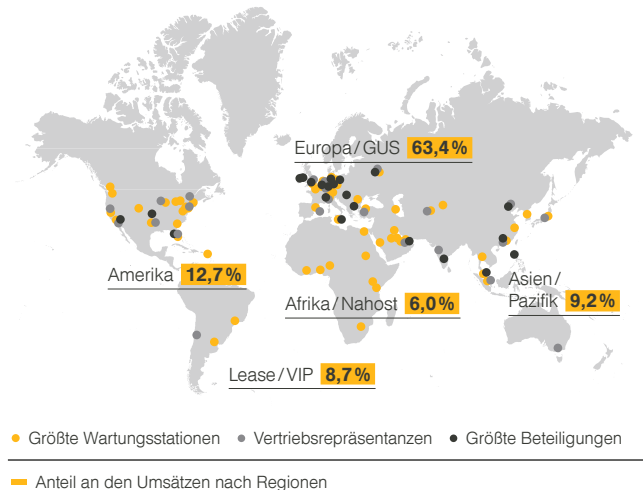 Europa/GUS 63,4%
Amerika 12,7%
Afrika/Nahost 6,0%
Asien/
Pazifik 9,2%
Lease/VIP 8,7%
Größte Wartungsstationen Vertriebsrepräsentanzen Größte Beteiligungen
Anteil an den Umsätzen nach Regionen